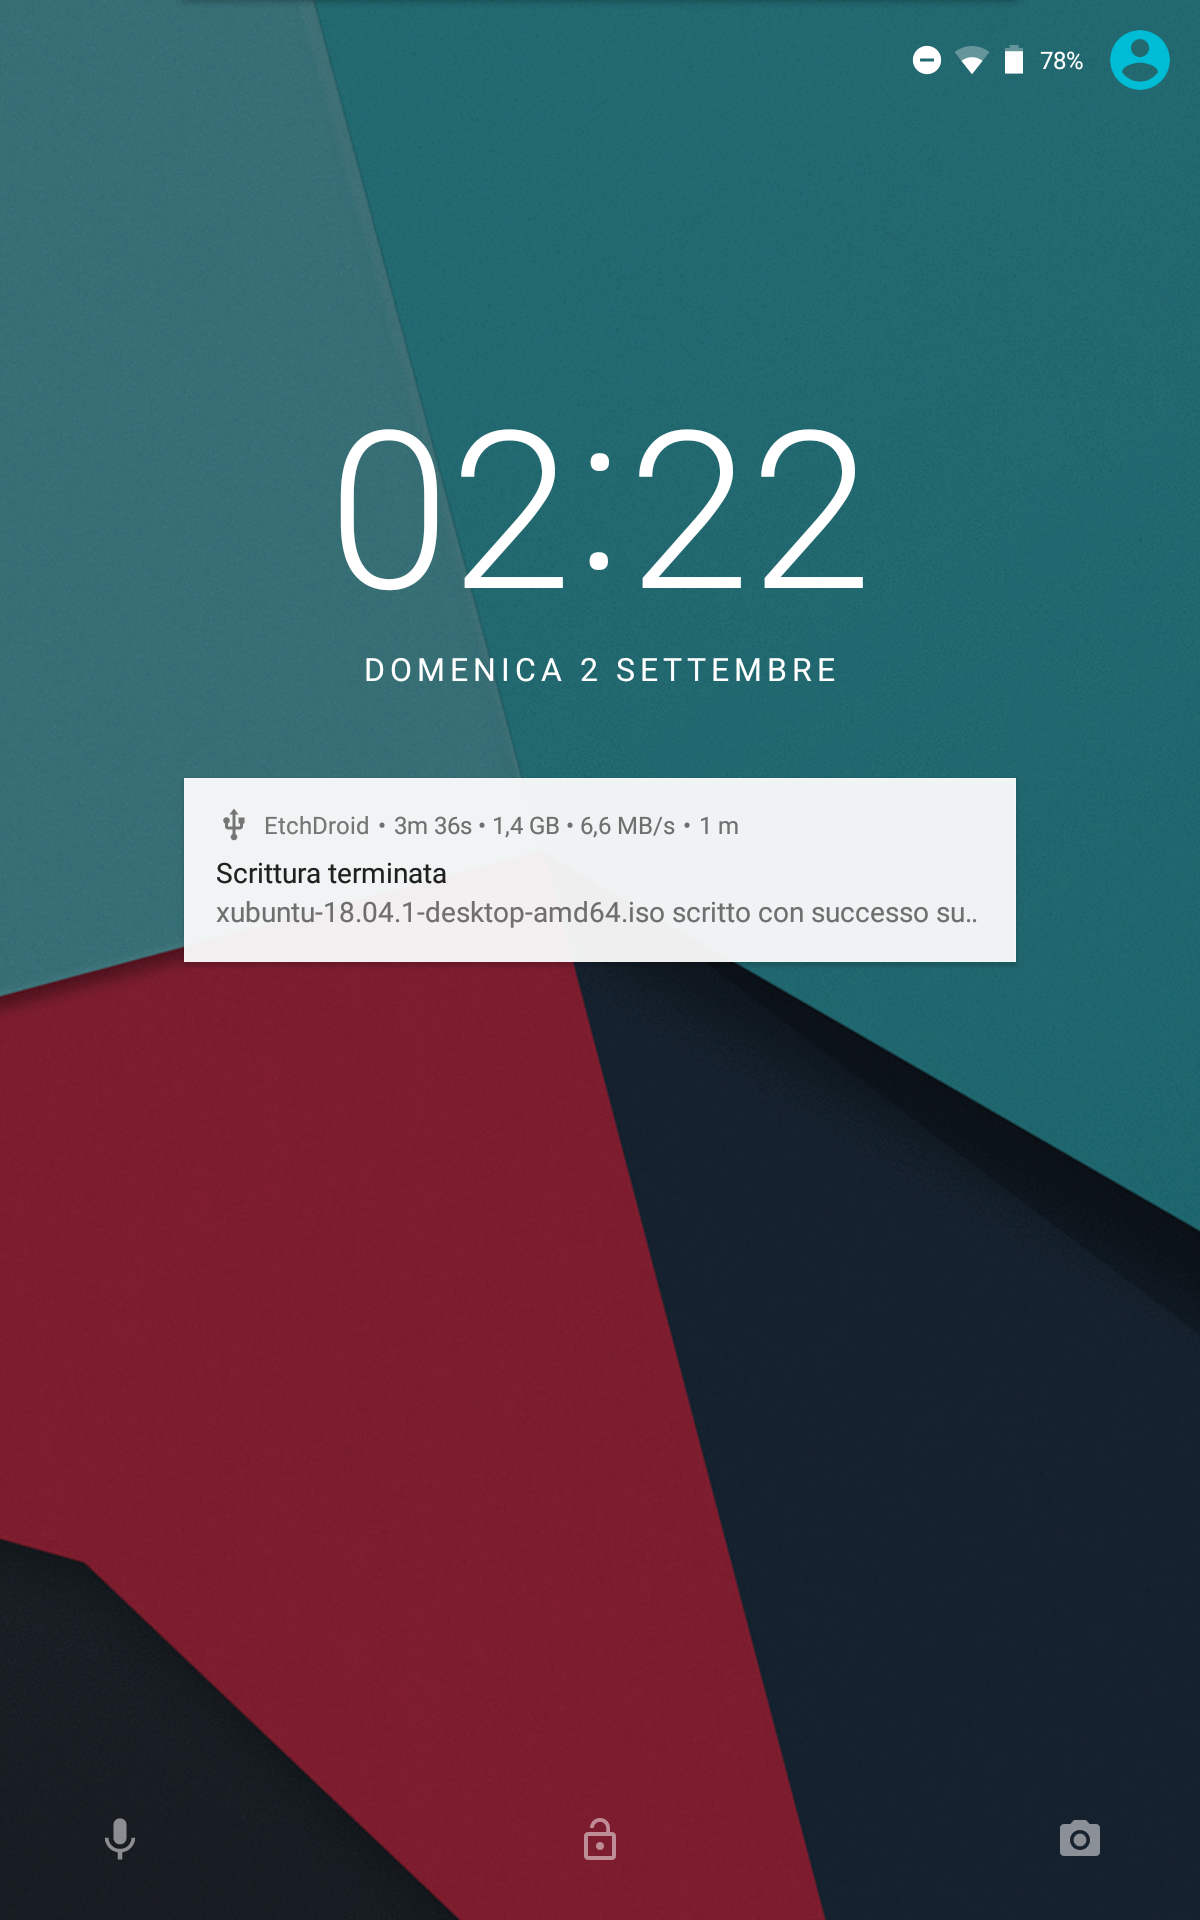 78%
02:22
DOMENICA 2 SETTEMBRE
EtchDroid • 3m 36s • 1,4 GB • 6,6 MB/s • 1 m
Scrittura terminata
xubuntu-18.04.1-desktop-amd64.iso scritto con successo su..